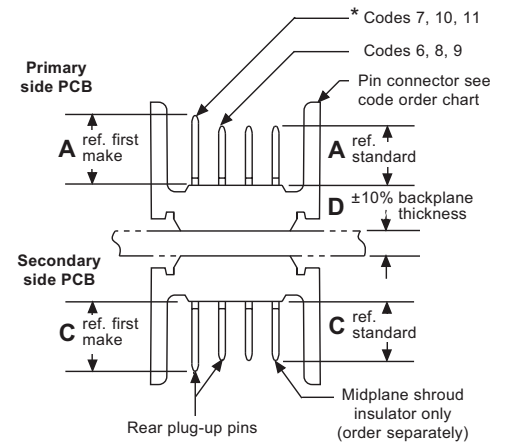 * Codes 7, 10, 11
Codes 6, 8, 9
Primary
side PCB
Pin connector see
code order chart
A ref. first
make
A ref.
standard
D ±10% backplane
thickness
Secondary
side PCB
C ref. first
make
C ref.
standard
Rear plug-up pins
Midplane shroud
insulator only
(order separately)